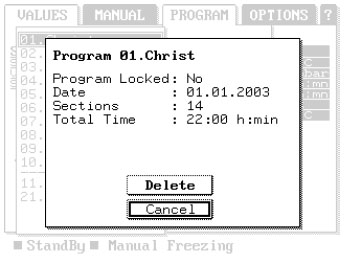 VALUES MANUAL PROGRAM OPTIONS ?
01.
02.
03.
04.
05.
06.
07.
08.
09.
10.
11.
21.
Program 01.Christ
Program Locked: No
Date : 01.01.2003
Sections : 14
Total Time : 22:00 h:min
Delete
Cancel
StandBy Manual Freezing